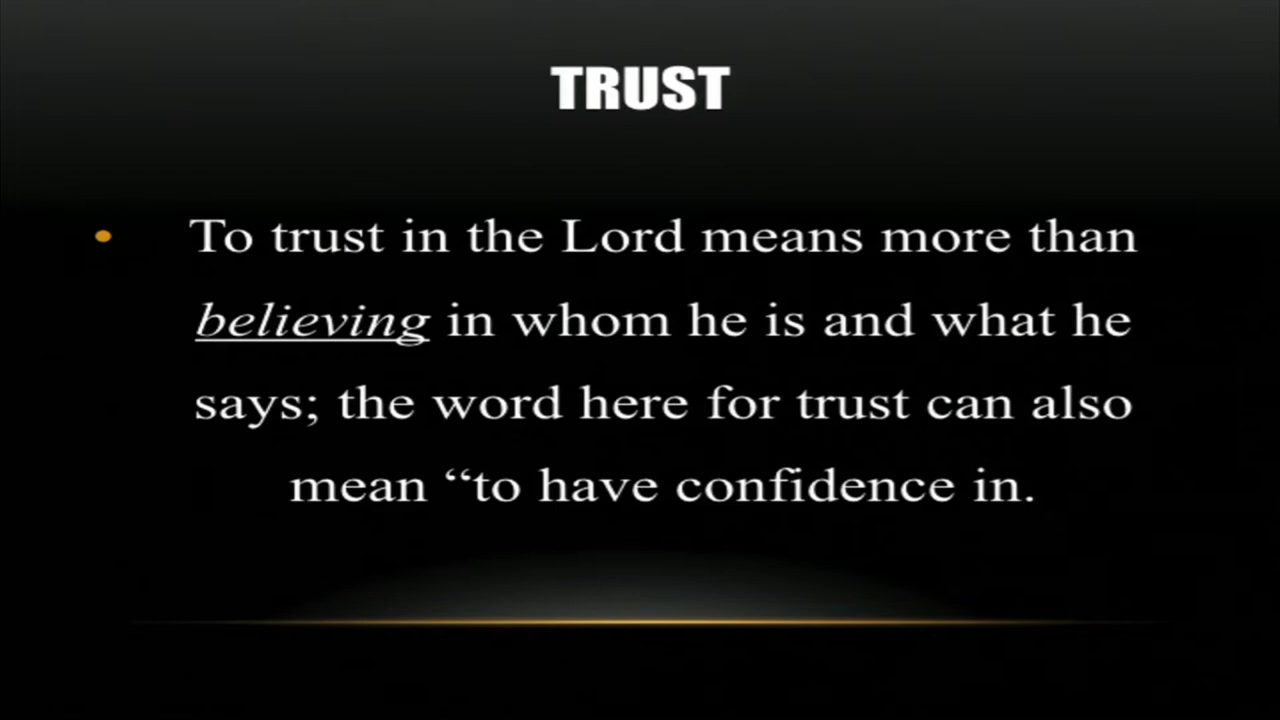 TRUST
• To trust in the Lord means more than
believing in whom he is and what he
says; the word here for trust can also
mean “to have confidence in.